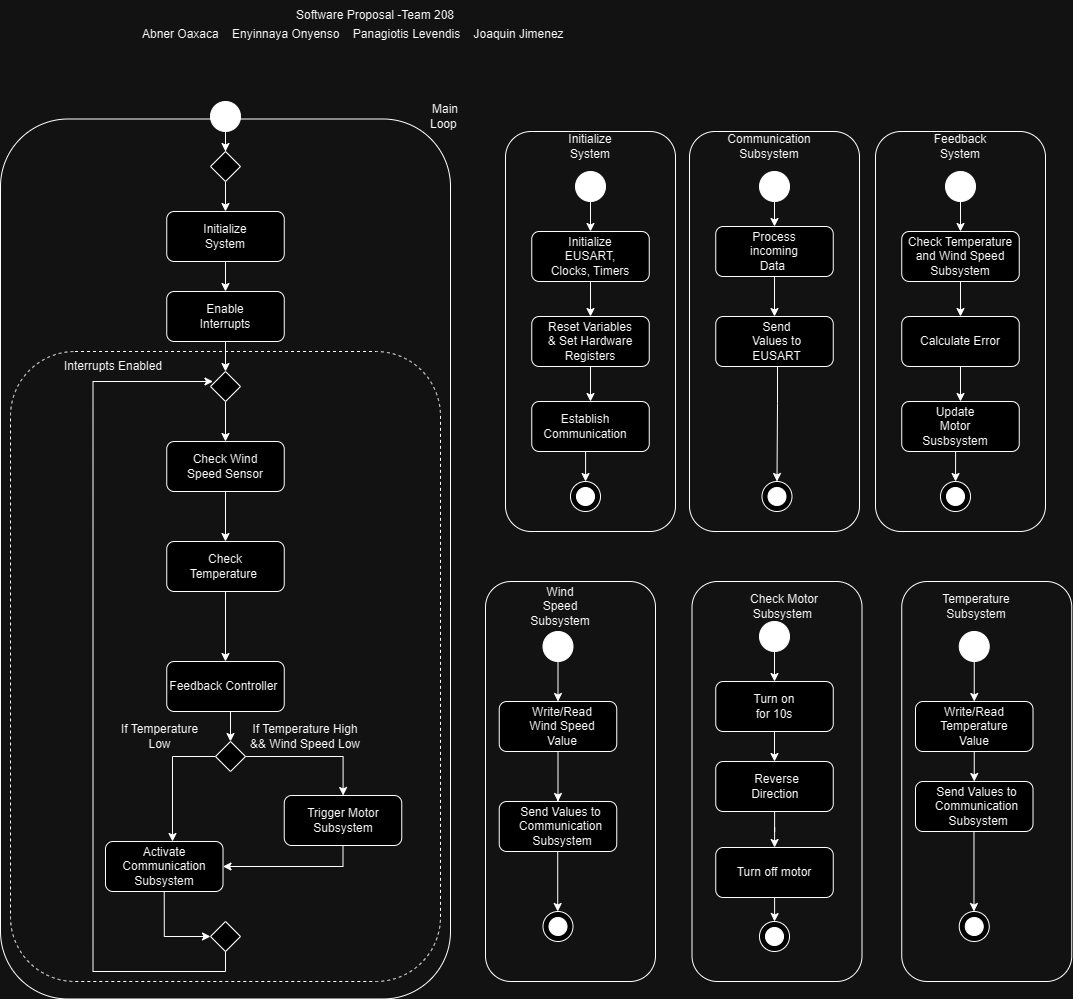 Software Proposal -Team 208
Abner Oaxaca Enyinnaya Onyenso Panagiotis Levendis Joaquin Jimenez
Main
Loop
Initialize
System
Enable
Interrupts
Interrupts Enabled
Check Wind
Speed Sensor
Check
Temperature
Feedback Controller
If Temperature
Low
If Temperature High
&& Wind Speed Low
Trigger Motor
Subsystem
Activate
Communication
Subsystem
Initialize
System
Initialize
EUSART,
Clocks, Timers
Reset Variables
& Set Hardware
Registers
Establish
Communication
Communication
Subsystem
Process
incoming
Data
Send
Values to
EUSART
Feedback
System
Check Temperature
and Wind Speed
Subsystem
Calculate Error
Update
Motor
Susbsystem
Wind
Speed
Subsystem
Write/Read
Wind Speed
Value
Send Values to
Communication
Subsystem
Check Motor
Subsystem
Turn on
for 10s
Reverse
Direction
Turn off motor
Temperature
Subsystem
Write/Read
Temperature
Value
Send Values to
Communication
Subsystem